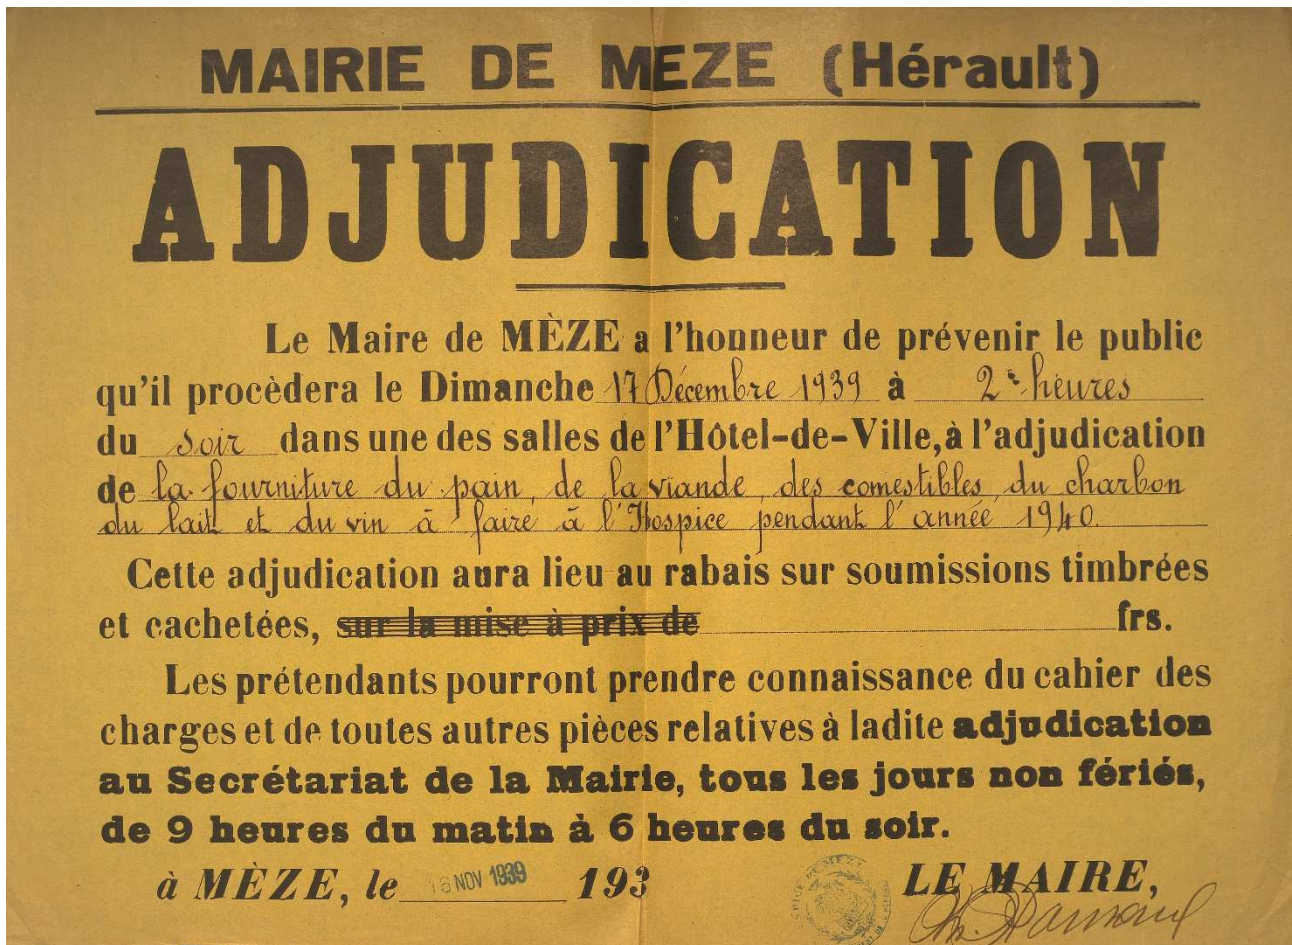 MAIRIE DE MEZE (Hérault)
ADJUDICATION
Le Maire de MÈZE a l'honneur de prévenir le public
qu'il procèdera le Dimanche 17 Décembre 1939 à 2 heures
du soir dans une des salles de l'Hôtel-de-Ville, à l'adjudication
de la fourniture du pain, de la viande, des comestibles, du charbon
du lait et du vin à faire à l'Hospice pendant l'année 1940.
Cette adjudication aura lieu au rabais sur soumissions timbrées
et cachetées, sur la mise à prix de frs.
Les prétendants pourront prendre connaissance du cahier des
charges et de toutes autres pièces relatives à ladite adjudication
au Secrétariat de la Mairie, tous les jours non fériés,
de 9 heures du matin à 6 heures du soir.
à MÈZE, le 16 NOV 1939 193
LE MAIRE,